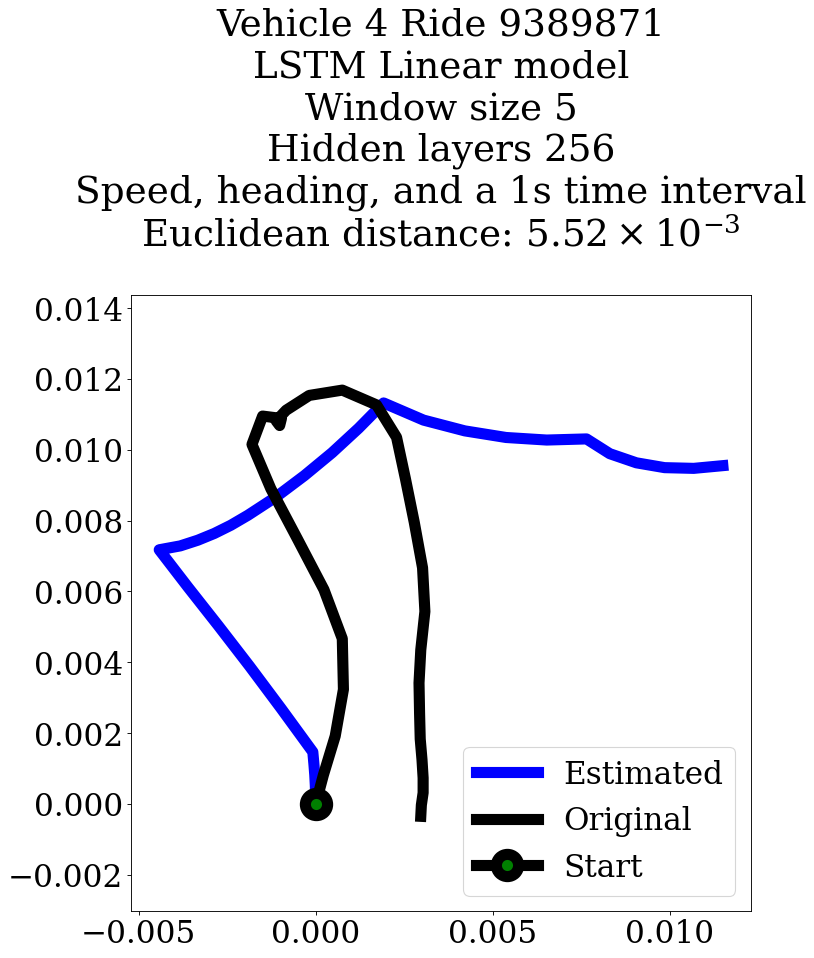 Vehicle 4 Ride 9389871
LSTM Linear model
Window size 5
Hidden layers 256
Speed, heading, and a 1s time interval
Euclidean distance: 5.52 × 10⁻³
0.014
0.012
0.010
0.008
0.006
0.004
0.002
0.000
−0.002
Estimated
Original
Start
−0.005
0.000
0.005
0.010